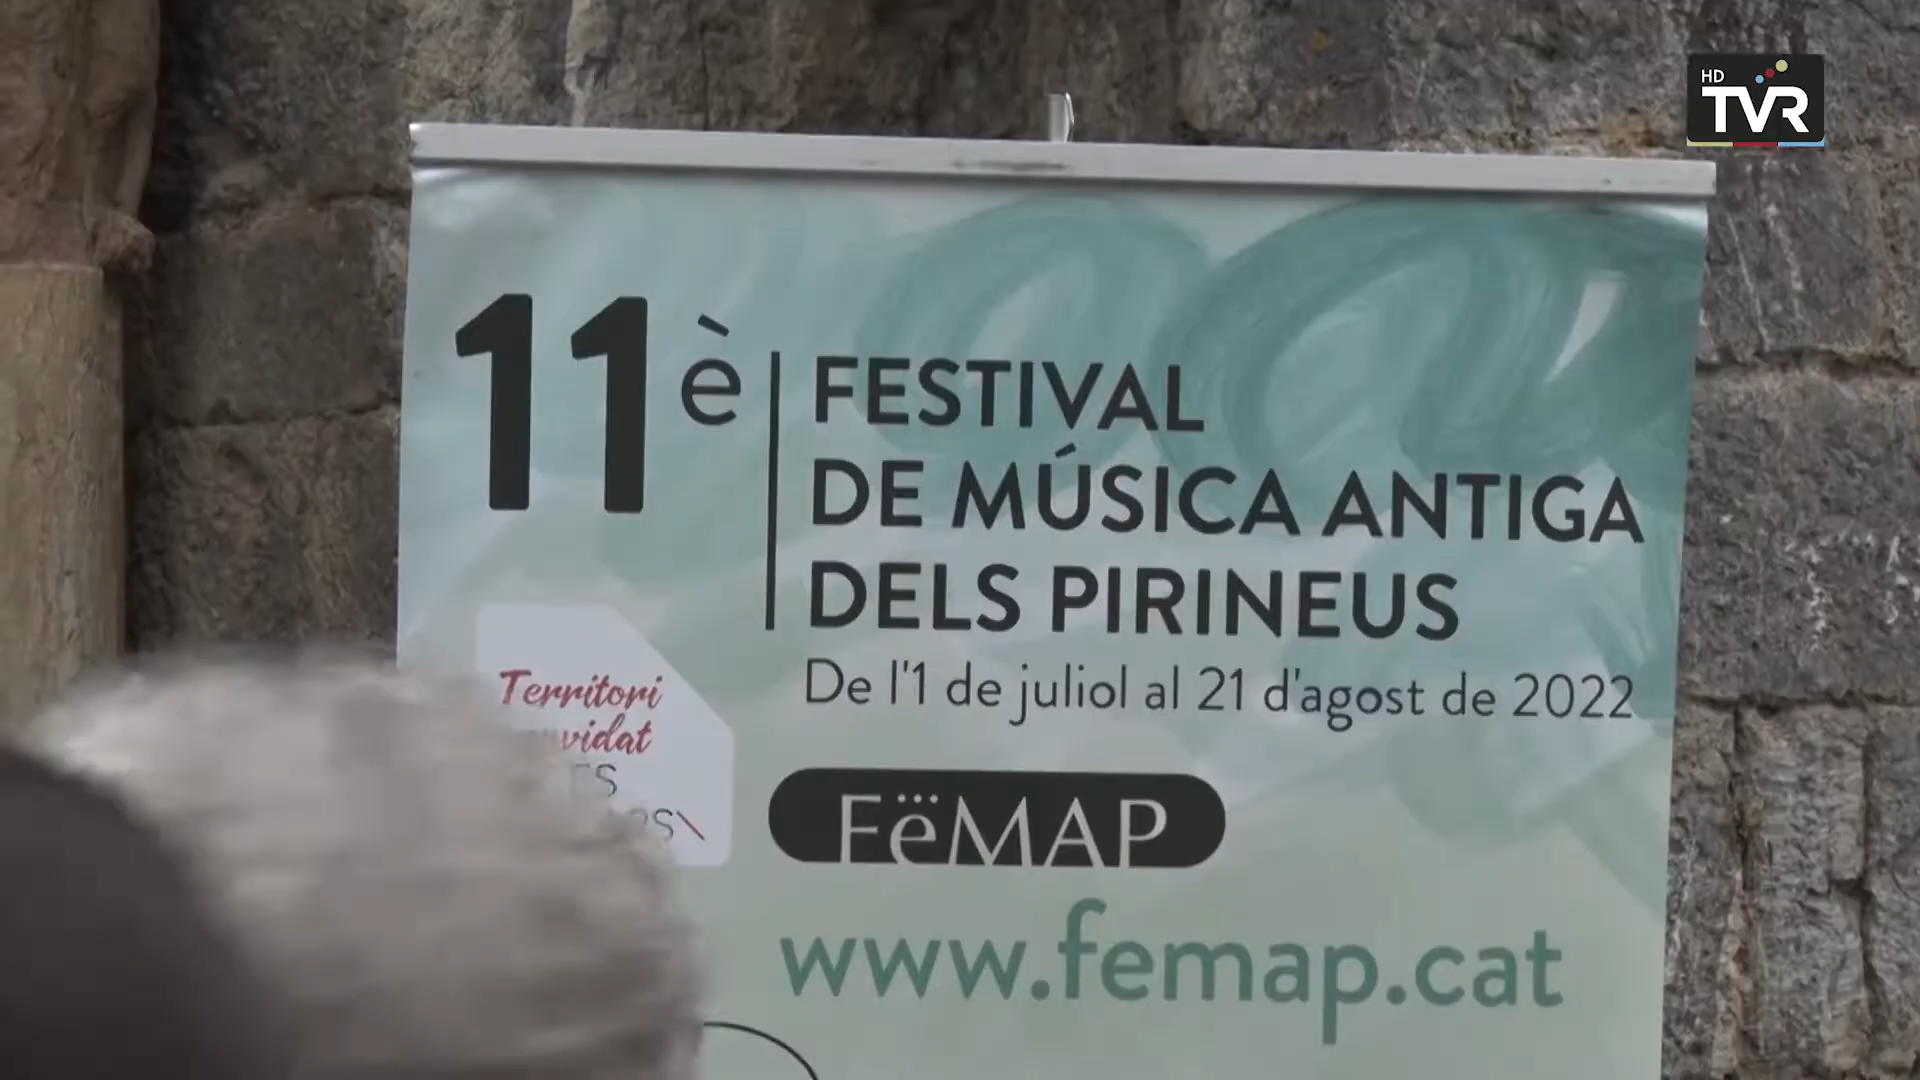 HD
TVR
11è
FESTIVAL
DE MÚSICA ANTIGA
DELS PIRINEUS
De l'1 de juliol al 21 d'agost de 2022
Territori
FëMAP
www.femap.cat